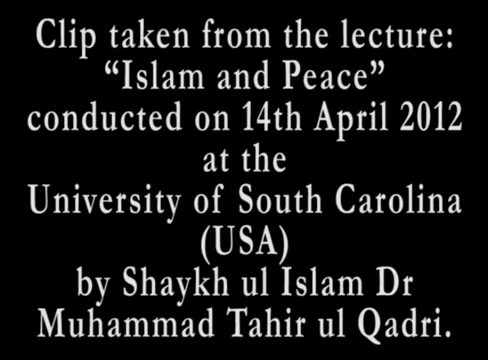 Clip taken from the lecture:
“Islam and Peace”
conducted on 14th April 2012
at the
University of South Carolina
(USA)
by Shaykh ul Islam Dr
Muhammad Tahir ul Qadri.